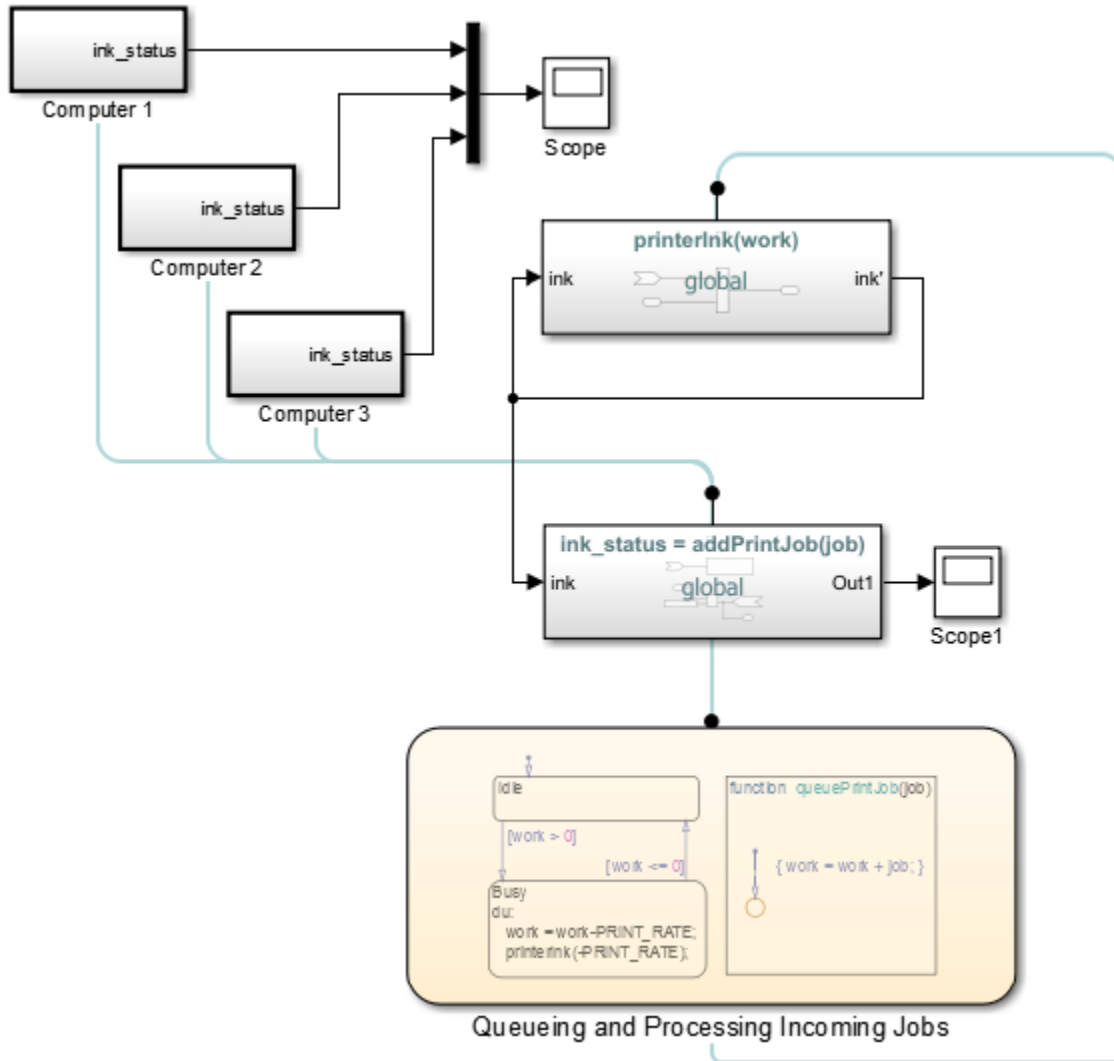 ink_status
Computer 1
ink_status
Computer 2
ink_status
Computer 3
Scope
printerInk(work)
ink
global
ink'
ink_status = addPrintJob(job)
ink
global
Out1
Scope1
Idle
[work > 0]
[work <= 0]
Busy
du:
work = work-PRINT_RATE;
printerInk(-PRINT_RATE);
function queuePrintJob(job)
{ work = work + job; }
Queueing and Processing Incoming Jobs